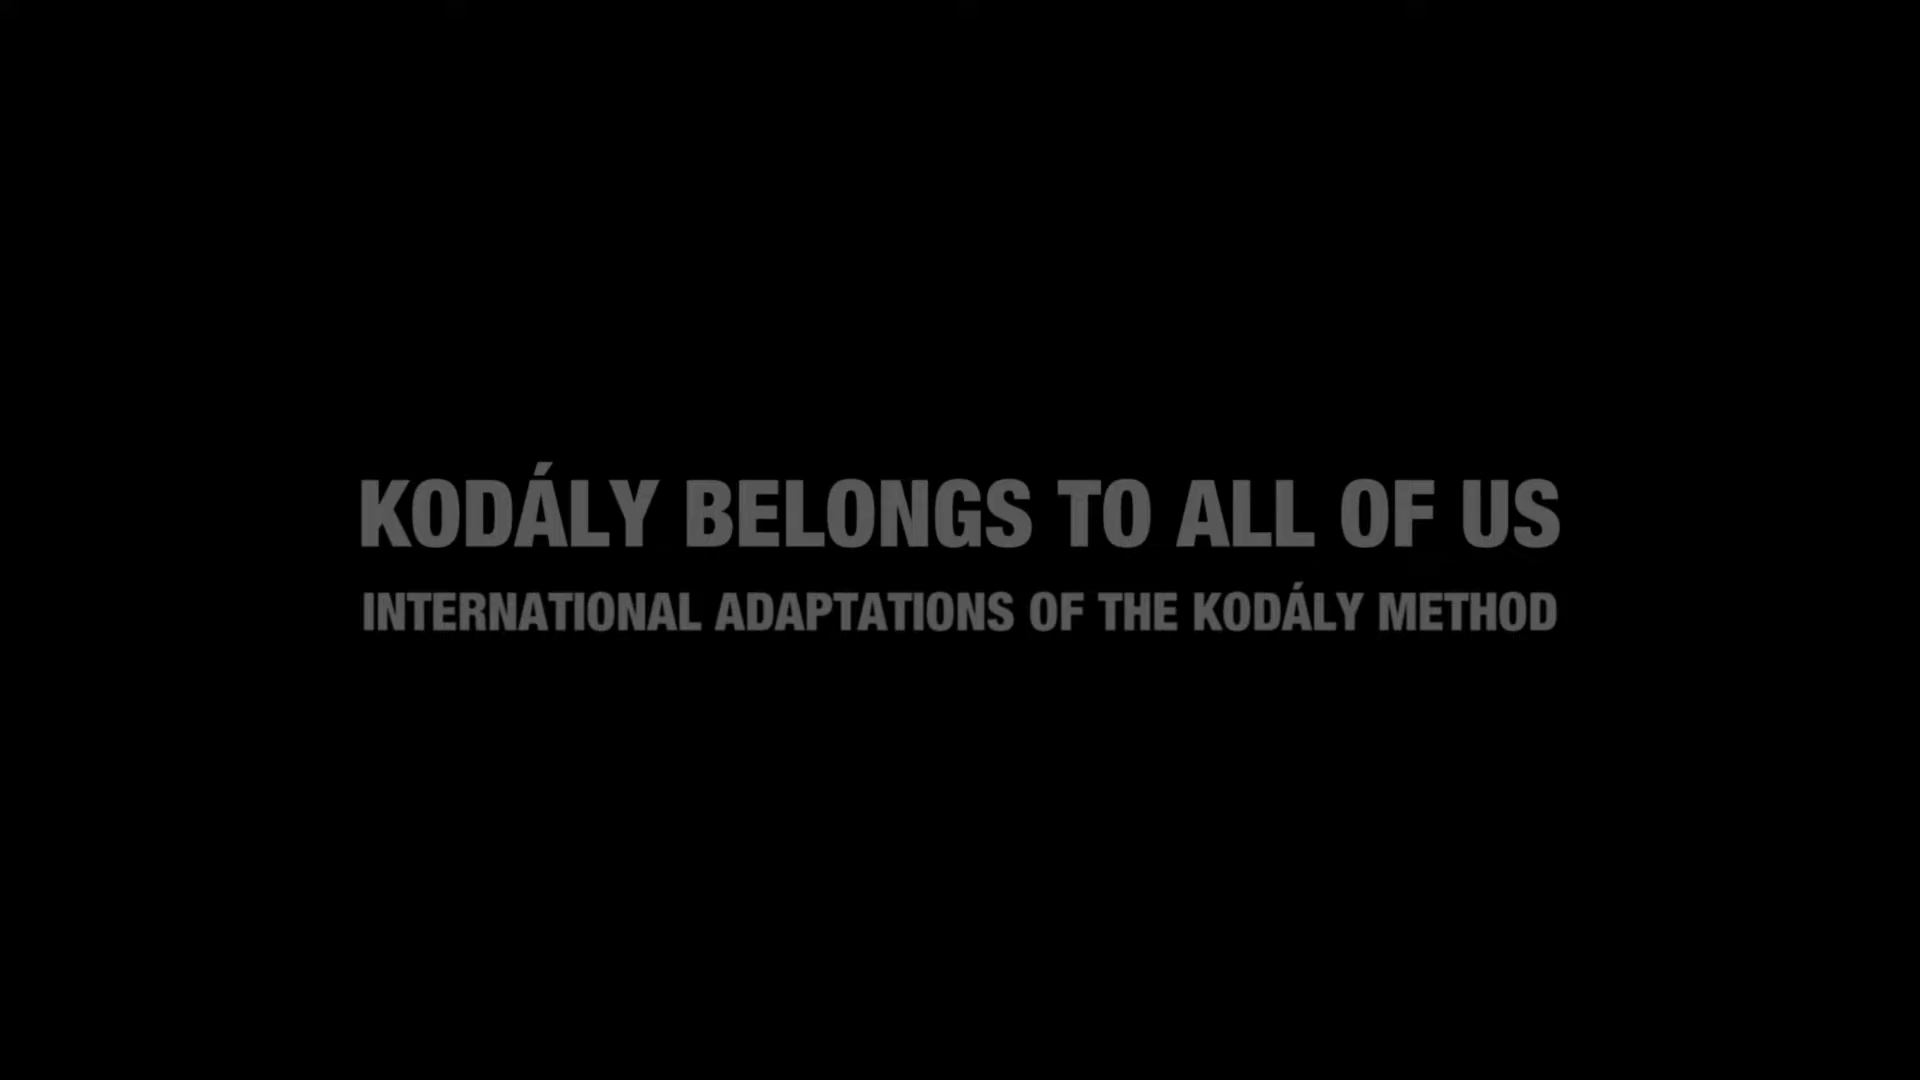 KODÁLY BELONGS TO ALL OF US
INTERNATIONAL ADAPTATIONS OF THE KODÁLY METHOD